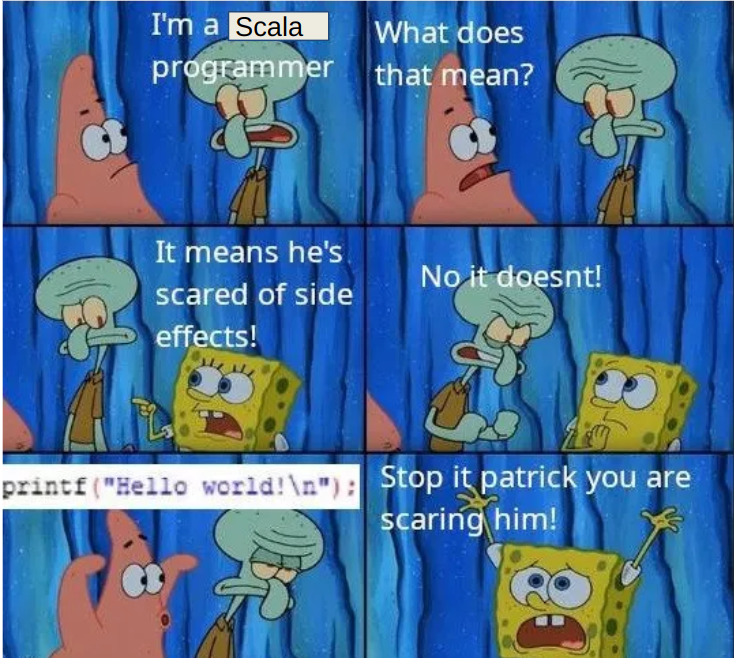 I'm a Scala
programmer
What does
that mean?
It means he's
scared of side
effects!
No it doesnt!
printf("Hello world!\n");
Stop it patrick you are
scaring him!